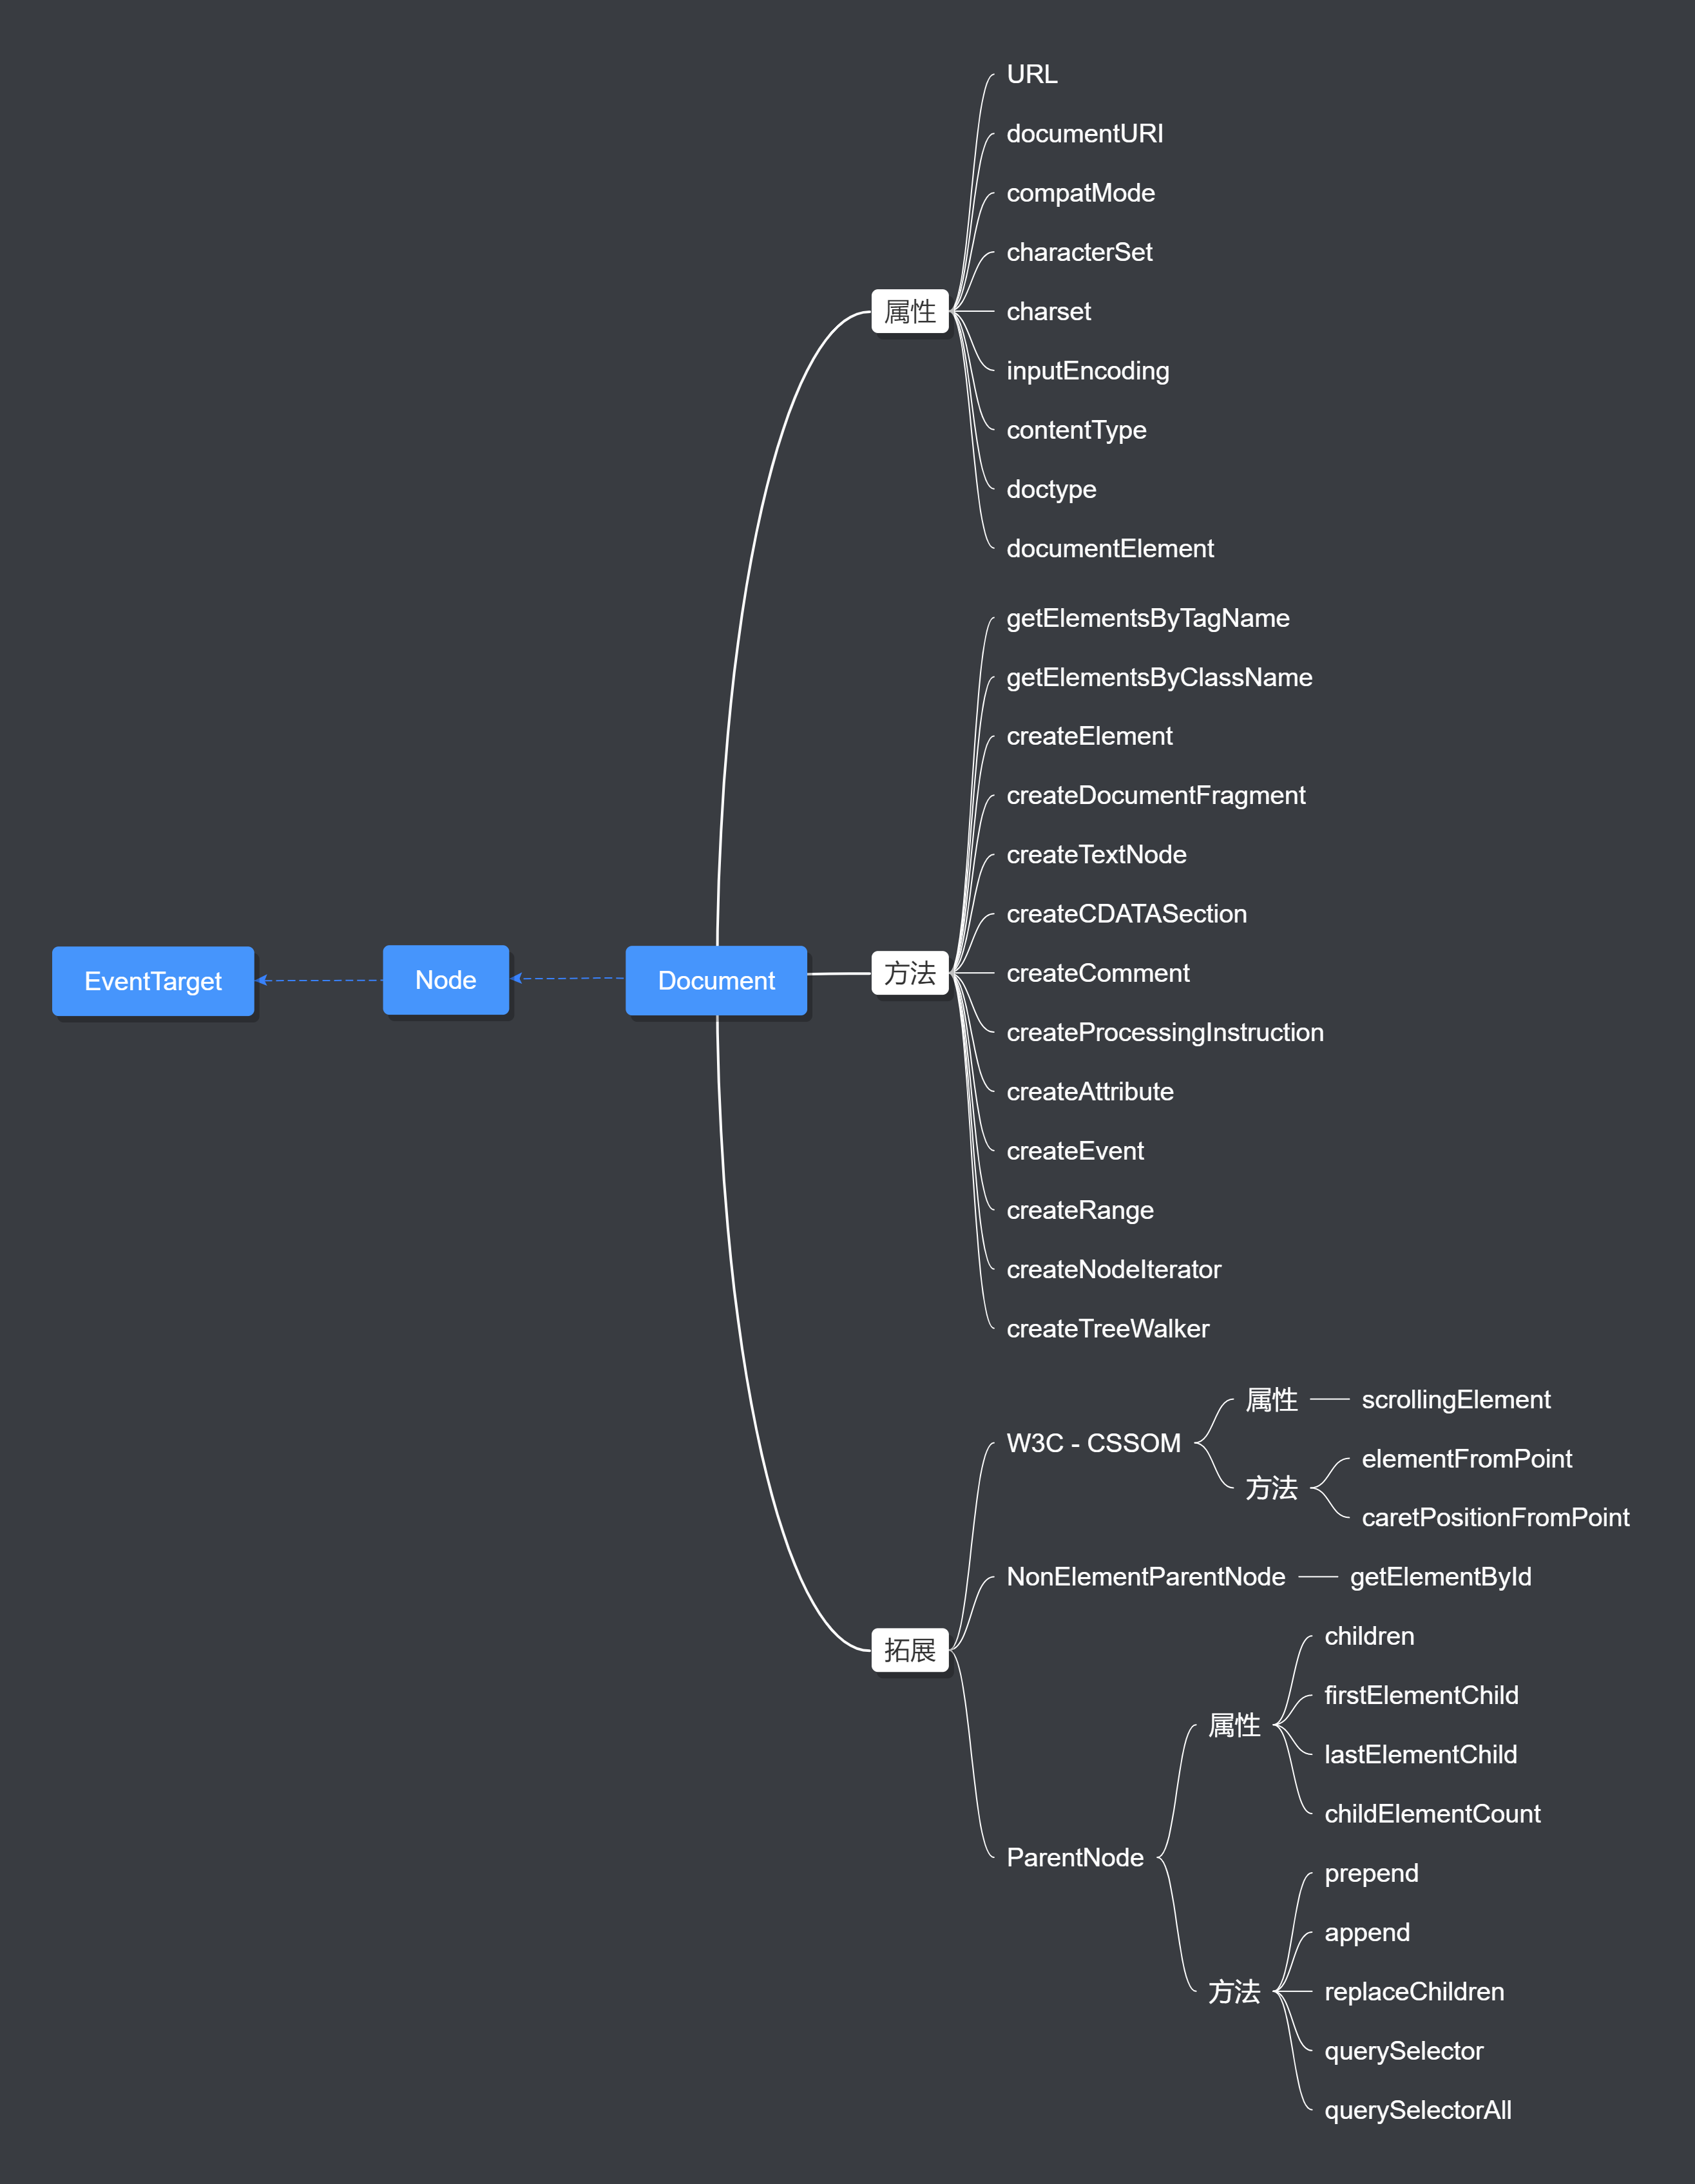 EventTarget
Node
Document
属性
URL
documentURI
compatMode
characterSet
charset
inputEncoding
contentType
doctype
documentElement
方法
getElementsByTagName
getElementsByClassName
createElement
createDocumentFragment
createTextNode
createCDATASection
createComment
createProcessingInstruction
createAttribute
createEvent
createRange
createNodeIterator
createTreeWalker
拓展
W3C - CSSOM
属性
scrollingElement
方法
elementFromPoint
caretPositionFromPoint
NonElementParentNode
getElementById
ParentNode
属性
children
firstElementChild
lastElementChild
childElementCount
方法
prepend
append
replaceChildren
querySelector
querySelectorAll